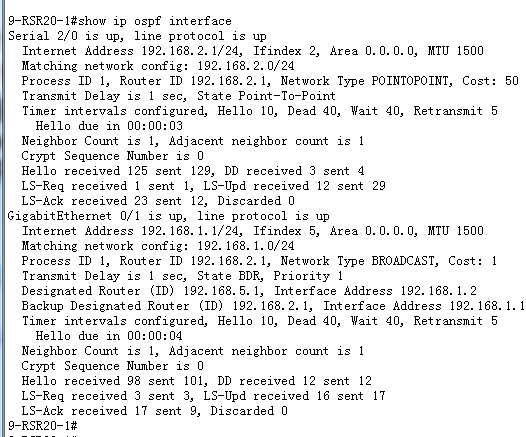 9-RSR20-1#show ip ospf interface
Serial 2/0 is up, line protocol is up
Internet Address 192.168.2.1/24, Ifindex 2, Area 0.0.0.0, MTU 1500
Matching network config: 192.168.2.0/24
Process ID 1, Router ID 192.168.2.1, Network Type POINTOPOINT, Cost: 50
Transmit Delay is 1 sec, State Point-To-Point
Timer intervals configured, Hello 10, Dead 40, Wait 40, Retransmit 5
Hello due in 00:00:03
Neighbor Count is 1, Adjacent neighbor count is 1
Crypt Sequence Number is 0
Hello received 125 sent 129, DD received 3 sent 4
LS-Req received 1 sent 1, LS-Upd received 12 sent 29
LS-Ack received 23 sent 12, Discarded 0
GigabitEthernet 0/1 is up, line protocol is up
Internet Address 192.168.1.1/24, Ifindex 5, Area 0.0.0.0, MTU 1500
Matching network config: 192.168.1.0/24
Process ID 1, Router ID 192.168.2.1, Network Type BROADCAST, Cost: 1
Transmit Delay is 1 sec, State BDR, Priority 1
Designated Router (ID) 192.168.5.1, Interface Address 192.168.1.2
Backup Designated Router (ID) 192.168.2.1, Interface Address 192.168.1.1
Timer intervals configured, Hello 10, Dead 40, Wait 40, Retransmit 5
Hello due in 00:00:04
Neighbor Count is 1, Adjacent neighbor count is 1
Crypt Sequence Number is 0
Hello received 98 sent 101, DD received 12 sent 12
LS-Req received 3 sent 3, LS-Upd received 16 sent 17
LS-Ack received 17 sent 9, Discarded 0
9-RSR20-1#